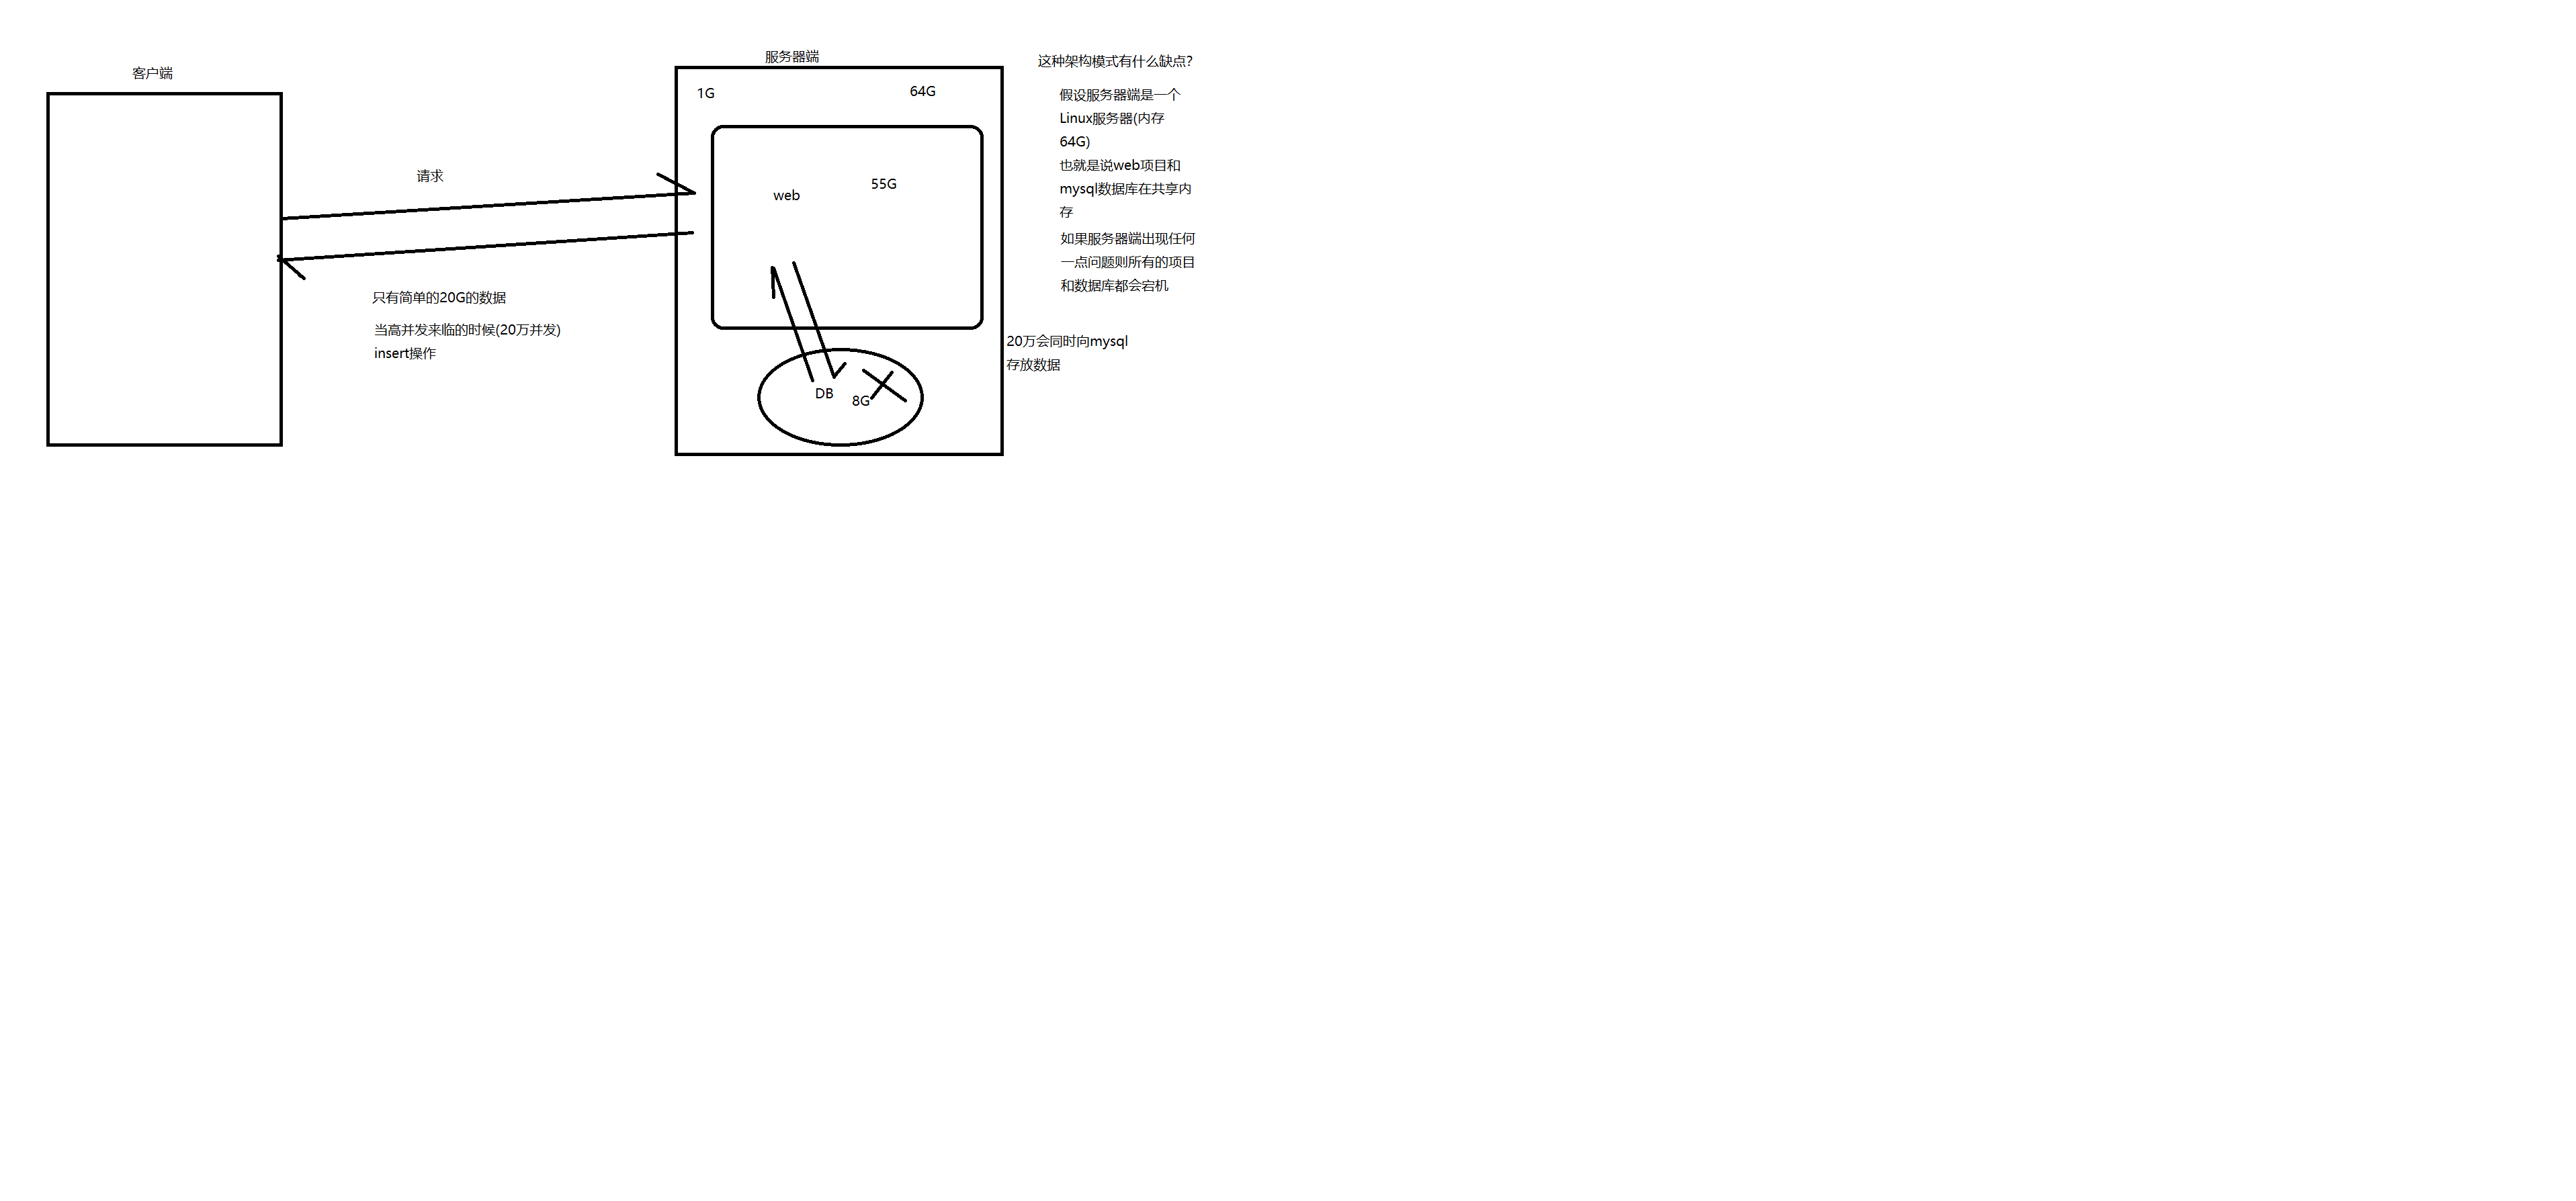 客户端
服务器端
1G
64G
请求
web
55G
只有简单的20G的数据
当高并发来临的时候(20万并发)
insert操作
DB
8G
这种架构模式有什么缺点？
假设服务器端是一个
Linux服务器(内存
64G)
也就是说web项目和
mysql数据库在共享内
存
如果服务器端出现任何
一点问题则所有的项目
和数据库都会宕机
20万会同时向mysql
存放数据